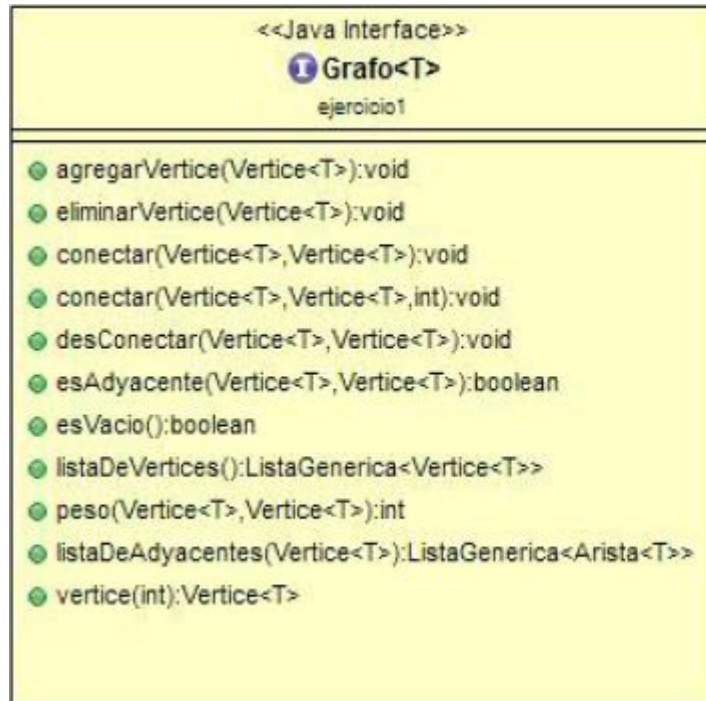 <<Java Interface>>
I Grafo<T>
ejercicio1
agregarVertice(Vertice<T>):void
eliminarVertice(Vertice<T>):void
conectar(Vertice<T>,Vertice<T>):void
conectar(Vertice<T>,Vertice<T>,int):void
desConectar(Vertice<T>,Vertice<T>):void
esAdyacente(Vertice<T>,Vertice<T>):boolean
esVacio():boolean
listaDeVertices():ListaGenerica<Vertice<T>>
peso(Vertice<T>,Vertice<T>):int
listaDeAdyacentes(Vertice<T>):ListaGenerica<Arista<T>>
vertice(int):Vertice<T>